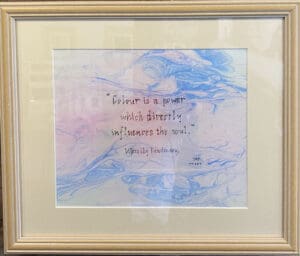 "Colour is a power
which directly
influences the soul."
Wassily Kandinsky